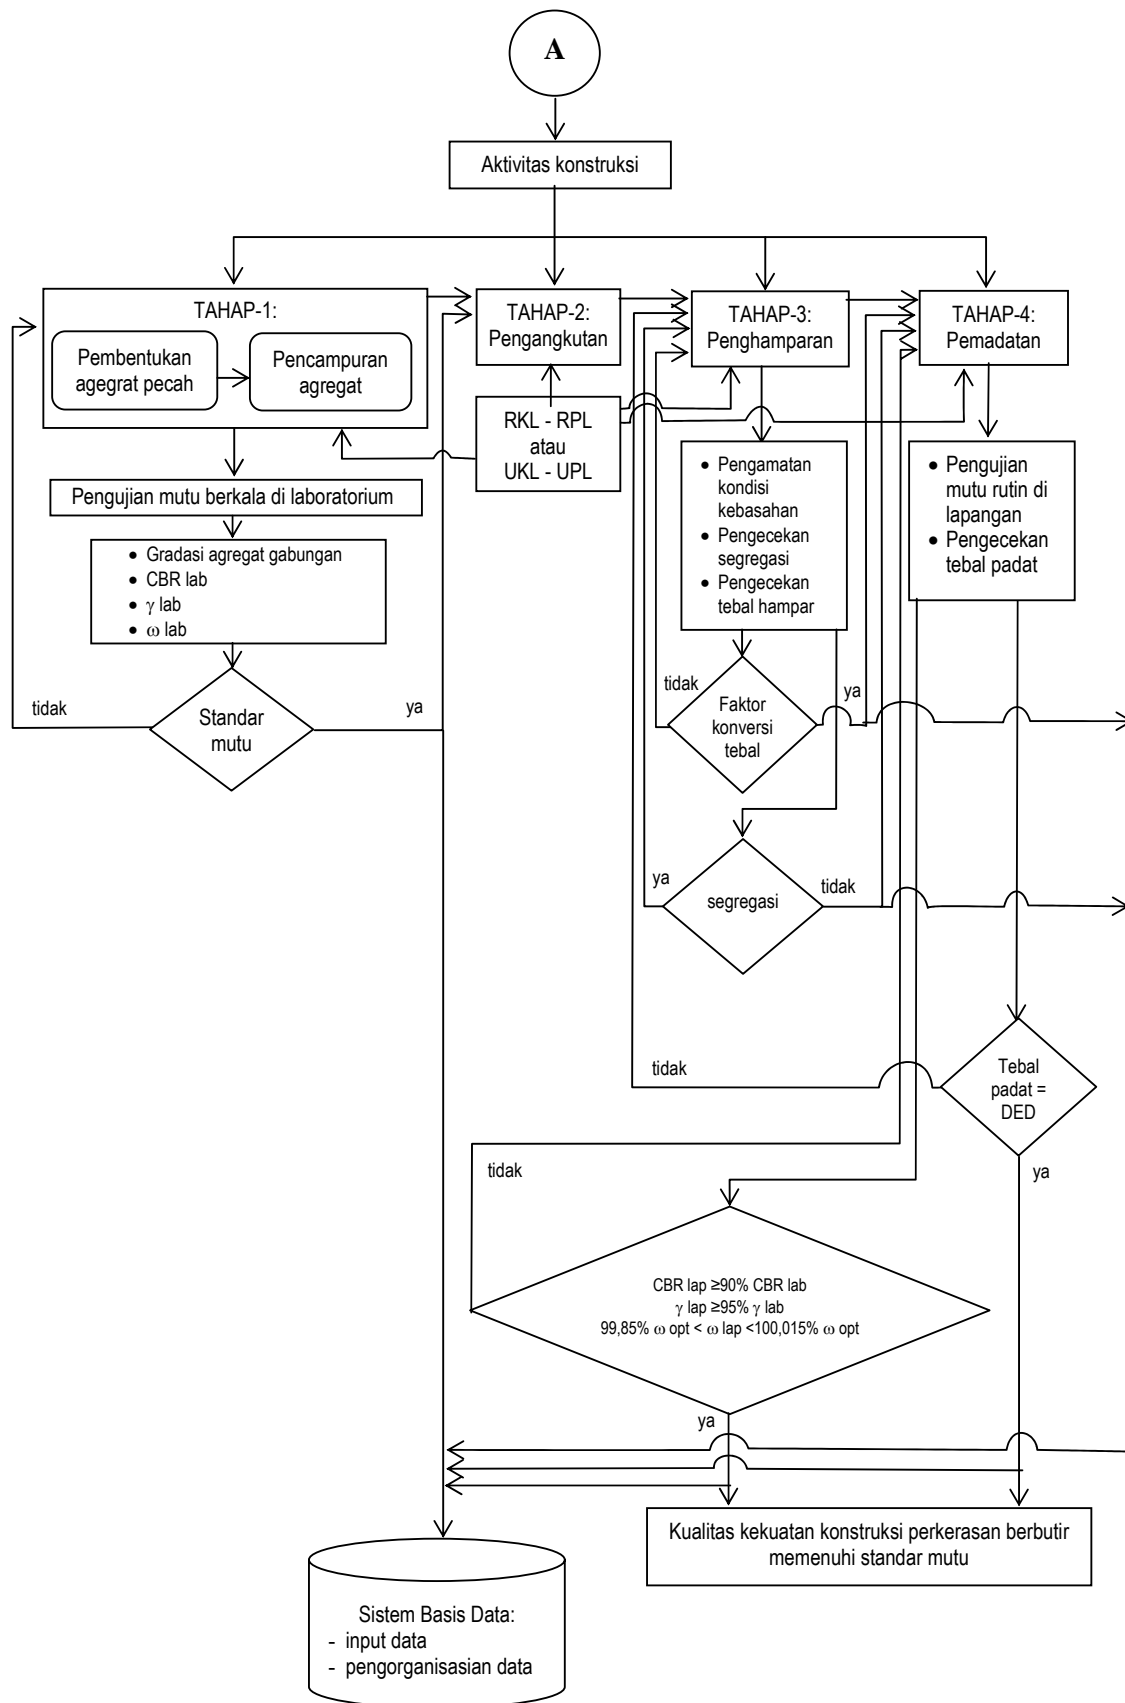 A
Aktivitas konstruksi
TAHAP-1:
Pembentukan
agegrat pecah
Pencampuran
agregat
TAHAP-2:
Pengangkutan
TAHAP-3:
Penghamparan
TAHAP-4:
Pemadatan
RKL - RPL
atau
UKL - UPL
Pengujian mutu berkala di laboratorium
• Gradasi agregat gabungan
• CBR lab
• γ lab
• ω lab
• Pengamatan
kondisi
kebasahan
• Pengecekan
segregasi
• Pengecekan
tebal hampar
• Pengujian
mutu rutin di
lapangan
• Pengecekan
tebal padat
tidak
Standar
mutu
ya
tidak
Faktor
konversi
tebal
ya
ya
segregasi
tidak
tidak
Tebal
padat =
DED
ya
tidak
CBR lap ≥90% CBR lab
γ lap ≥95% γ lab
99,85% ω opt < ω lap <100,015% ω opt
ya
Kualitas kekuatan konstruksi perkerasan berbutir
memenuhi standar mutu
Sistem Basis Data:
- input data
- pengorganisasian data